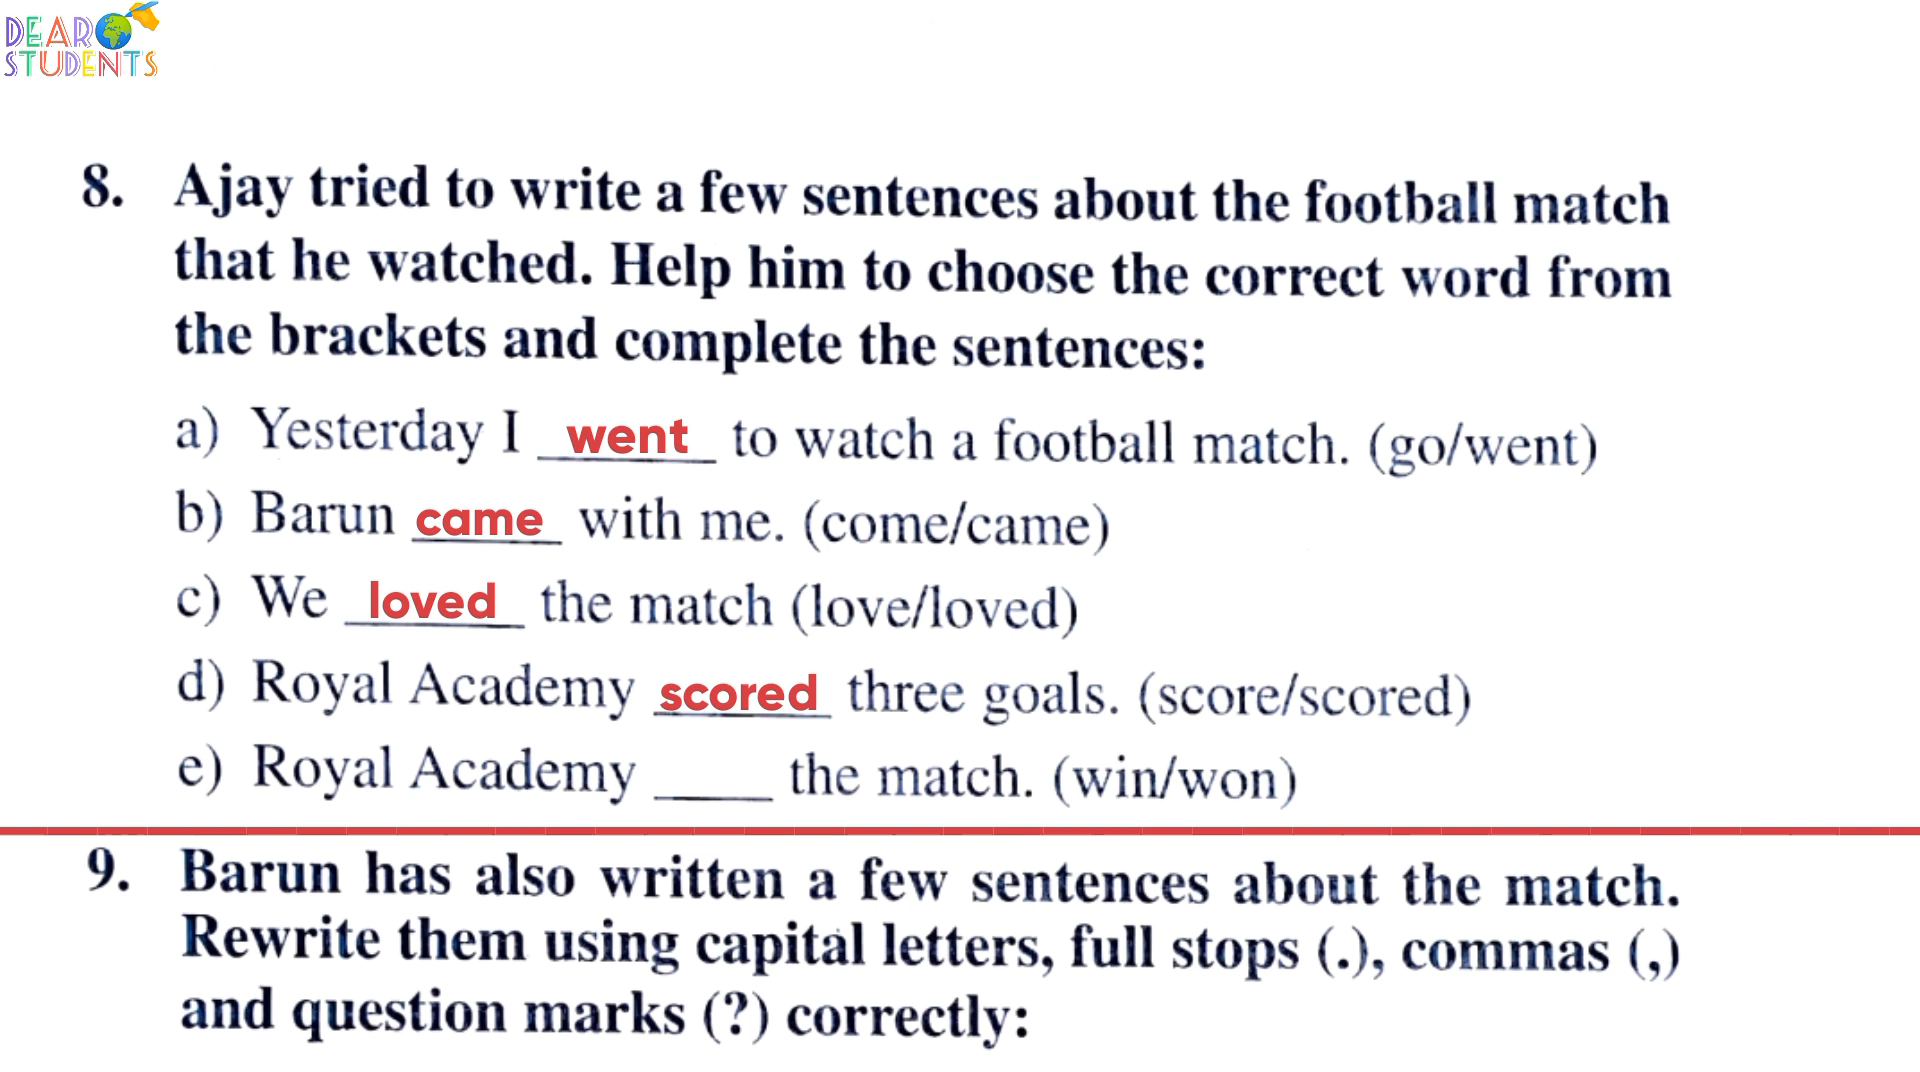 DEAR
STUDENTS
8. Ajay tried to write a few sentences about the football match
that he watched. Help him to choose the correct word from
the brackets and complete the sentences:
a) Yesterday I went to watch a football match. (go/went)
b) Barun came with me. (come/came)
c) We loved the match (love/loved)
d) Royal Academy scored three goals. (score/scored)
e) Royal Academy ____ the match. (win/won)
9. Barun has also written a few sentences about the match.
Rewrite them using capital letters, full stops (.), commas (,)
and question marks (?) correctly: